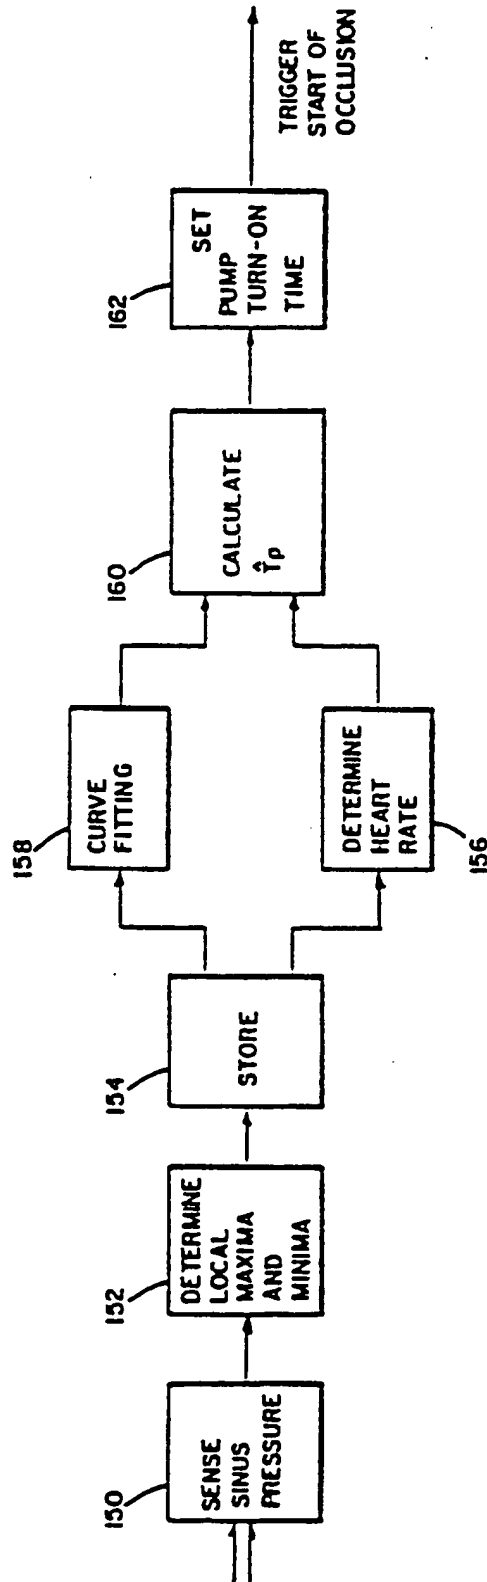 150
SENSE
SINUS
PRESSURE
152
DETERMINE
LOCAL
MAXIMA
AND
MINIMA
154
STORE
158
CURVE
FITTING
156
DETERMINE
HEART
RATE
160
CALCULATE
T̂p
162
SET
PUMP
TURN-ON
TIME
TRIGGER
START OF
OCCLUSION